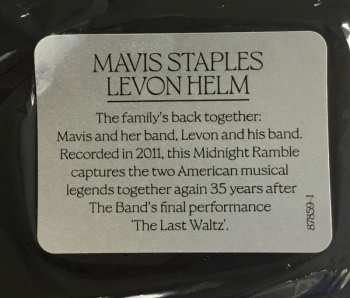 MAVIS STAPLES
LEVON HELM
The family's back together:
Mavis and her band, Levon and his band.
Recorded in 2011, this Midnight Ramble
captures the two American musical
legends together again 35 years after
The Band's final performance
'The Last Waltz'.
87859-1